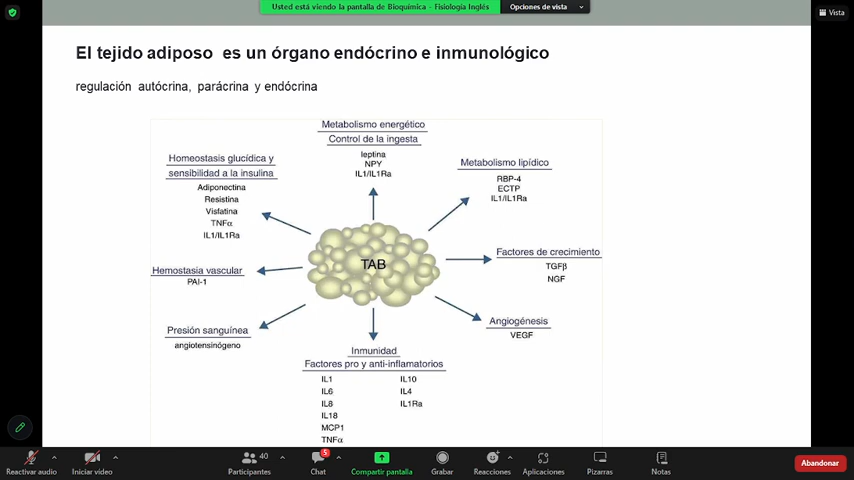 Usted está viendo la pantalla de Bioquímica - Fisiología Inglés
Opciones de vista
Vista
El tejido adiposo es un órgano endócrino e inmunológico
regulación autócrina, parácrina y endócrina
Metabolismo energético
Control de la ingesta
leptina
NPY
IL1/IL1Ra
Homeostasis glucídica y
sensibilidad a la insulina
Adiponectina
Resistina
Visfatina
TNFα
IL1/IL1Ra
Metabolismo lipídico
RBP-4
ECTP
IL1/IL1Ra
TAB
Hemostasia vascular
PAI-1
Factores de crecimiento
TGFβ
NGF
Presión sanguínea
angiotensinógeno
Angiogénesis
VEGF
Inmunidad
Factores pro y anti-inflamatorios
IL1 IL10
IL6 IL4
IL8 IL1Ra
IL18
MCP1
TNFα
Reactivar audio
Iniciar video
40
Participantes
5
Chat
Compartir pantalla
Grabar
Reacciones
Aplicaciones
Pizarras
Notas
Abandonar